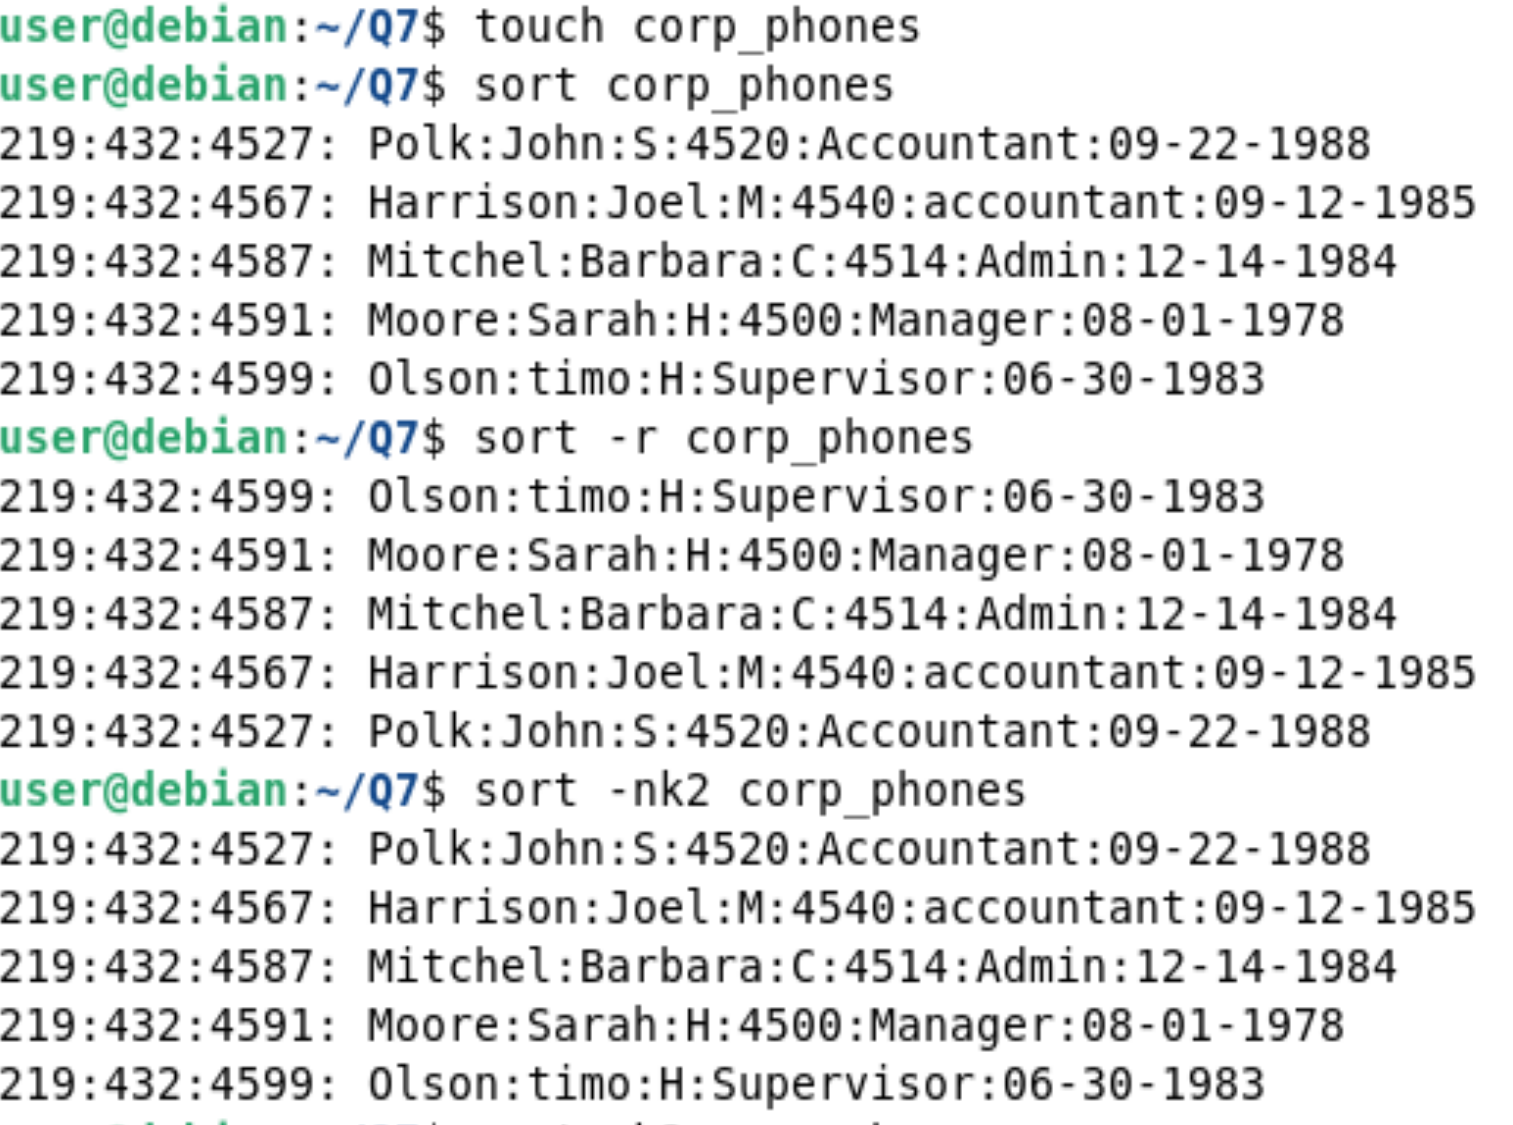 user@debian:~/Q7$ touch corp_phones
user@debian:~/Q7$ sort corp_phones
219:432:4527: Polk:John:S:4520:Accountant:09-22-1988
219:432:4567: Harrison:Joel:M:4540:accountant:09-12-1985
219:432:4587: Mitchel:Barbara:C:4514:Admin:12-14-1984
219:432:4591: Moore:Sarah:H:4500:Manager:08-01-1978
219:432:4599: Olson:timo:H:Supervisor:06-30-1983
user@debian:~/Q7$ sort -r corp_phones
219:432:4599: Olson:timo:H:Supervisor:06-30-1983
219:432:4591: Moore:Sarah:H:4500:Manager:08-01-1978
219:432:4587: Mitchel:Barbara:C:4514:Admin:12-14-1984
219:432:4567: Harrison:Joel:M:4540:accountant:09-12-1985
219:432:4527: Polk:John:S:4520:Accountant:09-22-1988
user@debian:~/Q7$ sort -nk2 corp_phones
219:432:4527: Polk:John:S:4520:Accountant:09-22-1988
219:432:4567: Harrison:Joel:M:4540:accountant:09-12-1985
219:432:4587: Mitchel:Barbara:C:4514:Admin:12-14-1984
219:432:4591: Moore:Sarah:H:4500:Manager:08-01-1978
219:432:4599: Olson:timo:H:Supervisor:06-30-1983